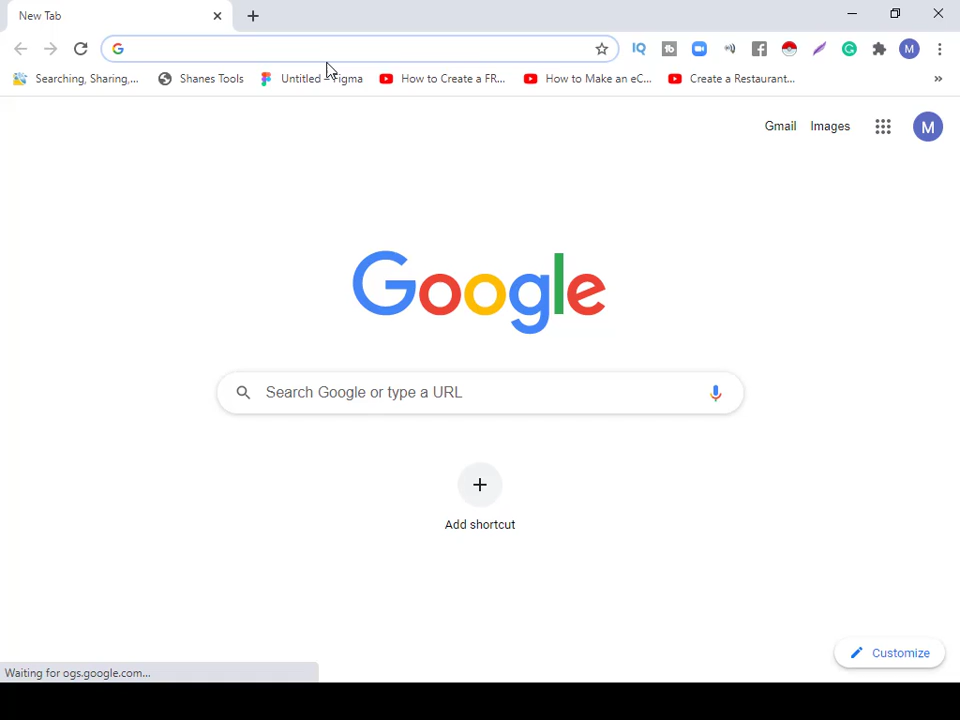 New Tab
Searching, Sharing,... Shanes Tools Untitled – Figma How to Create a FR... How to Make an eC... Create a Restaurant... »
Gmail Images M
Google
Search Google or type a URL
Add shortcut
Customize
Waiting for ogs.google.com...